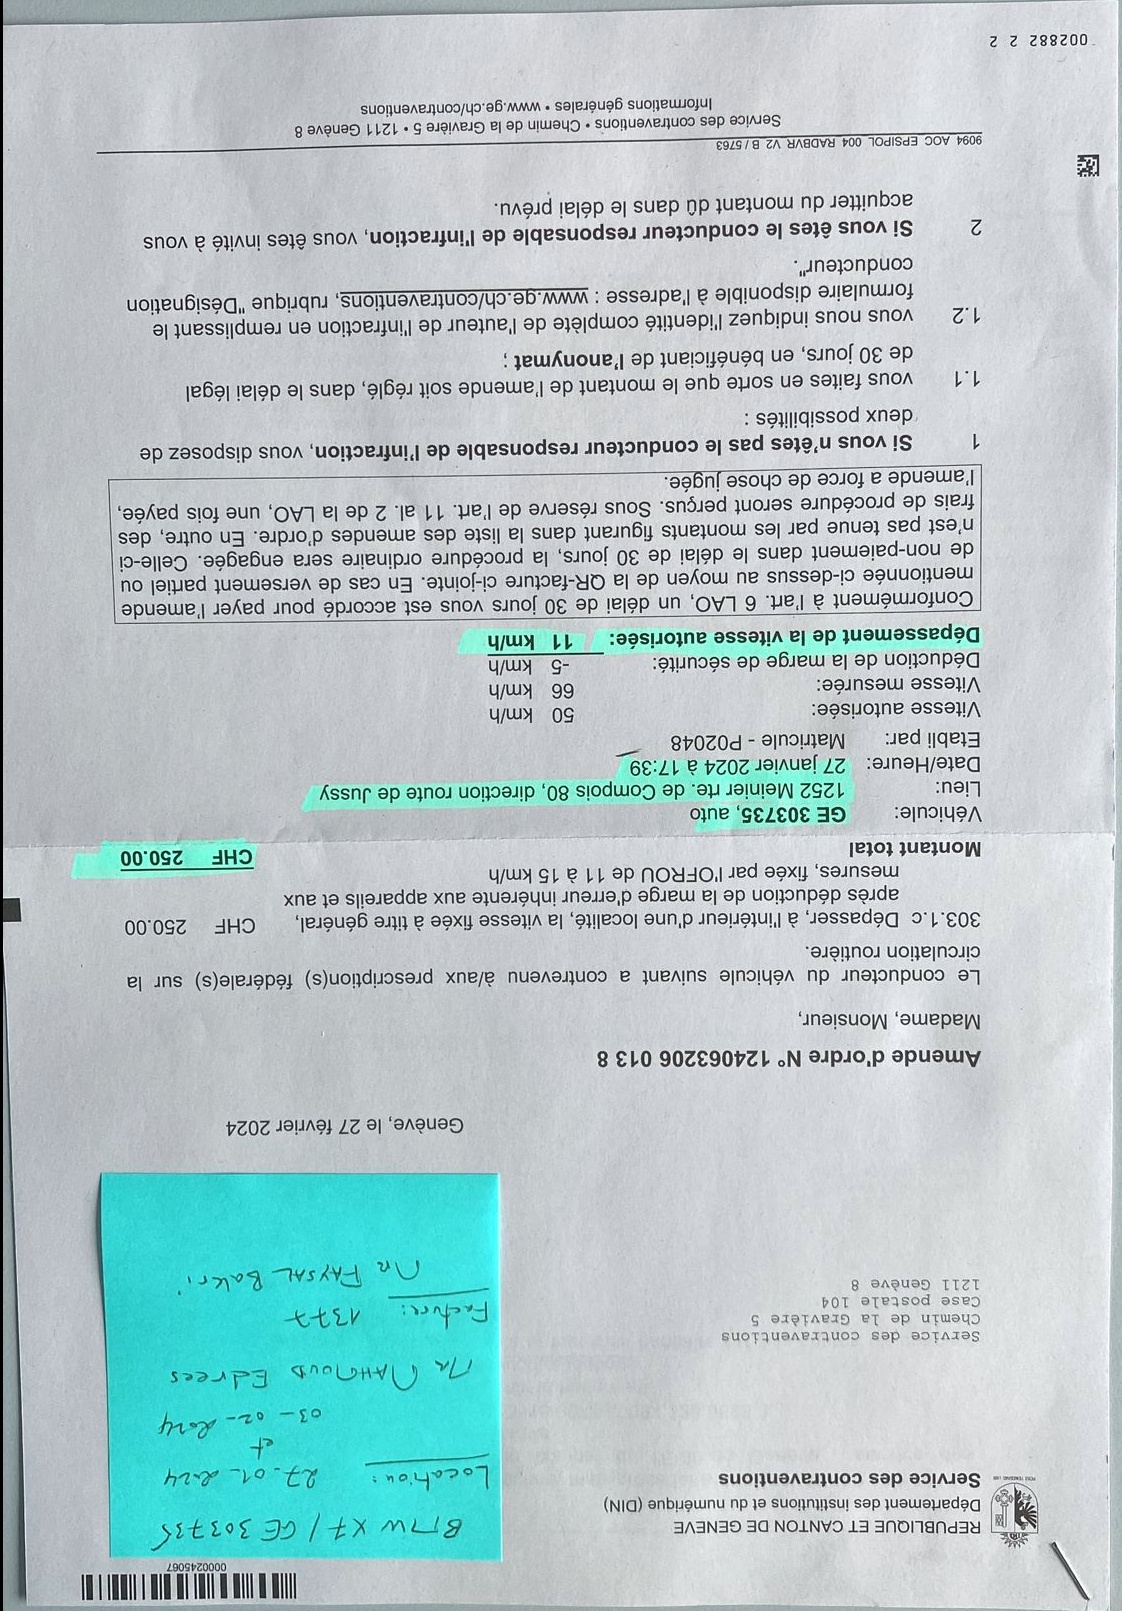 0000245067
REPUBLIQUE ET CANTON DE GENEVE
Département des institutions et du numérique (DIN)
Service des contraventions
BMW X7 / GE 303735
Location: 27-01-2024
et
03-02-2024
Mr MAHMOUD Edrees
Facture: 1377
Mr FAYSAL Bakri
Service des contraventions
Chemin de la Gravière 5
Case postale 104
1211 Genève 8
Genève, le 27 février 2024
Amende d'ordre N° 124063206 013 8
Madame, Monsieur,
Le conducteur du véhicule suivant a contrevenu à/aux prescription(s) fédérale(s) sur la
circulation routière.
303.1.c Dépasser, à l'intérieur d'une localité, la vitesse fixée à titre général, CHF 250.00
après déduction de la marge d'erreur inhérente aux appareils et aux
mesures, fixée par l'OFROU de 11 à 15 km/h
Montant total CHF 250.00
Véhicule: GE 303735, auto
Lieu: 1252 Meinier rte. de Compois 80, direction route de Jussy
Date/Heure: 27 janvier 2024 à 17:39
Etabli par: Matricule - P02048
Vitesse autorisée: 50 km/h
Vitesse mesurée: 66 km/h
Déduction de la marge de sécurité: -5 km/h
Dépassement de la vitesse autorisée: 11 km/h
Conformément à l'art. 6 LAO, un délai de 30 jours vous est accordé pour payer l'amende
mentionnée ci-dessus au moyen de la QR-facture ci-jointe. En cas de versement partiel ou
de non-paiement dans le délai de 30 jours, la procédure ordinaire sera engagée. Celle-ci
n'est pas tenue par les montants figurant dans la liste des amendes d'ordre. En outre, des
frais de procédure seront perçus. Sous réserve de l'art. 11 al. 2 de la LAO, une fois payée,
l'amende a force de chose jugée.
1 Si vous n'êtes pas le conducteur responsable de l'infraction, vous disposez de
deux possibilités :
1.1 vous faites en sorte que le montant de l'amende soit réglé, dans le délai légal
de 30 jours, en bénéficiant de l'anonymat ;
1.2 vous nous indiquez l'identité complète de l'auteur de l'infraction en remplissant le
formulaire disponible à l'adresse : www.ge.ch/contraventions, rubrique "Désignation
conducteur".
2 Si vous êtes le conducteur responsable de l'infraction, vous êtes invité à vous
acquitter du montant dû dans le délai prévu.
9094 AOC EPSIPOL 004 RADBVR V2 B / 5763
Service des contraventions • Chemin de la Gravière 5 • 1211 Genève 8
Informations générales • www.ge.ch/contraventions
002882 2 2